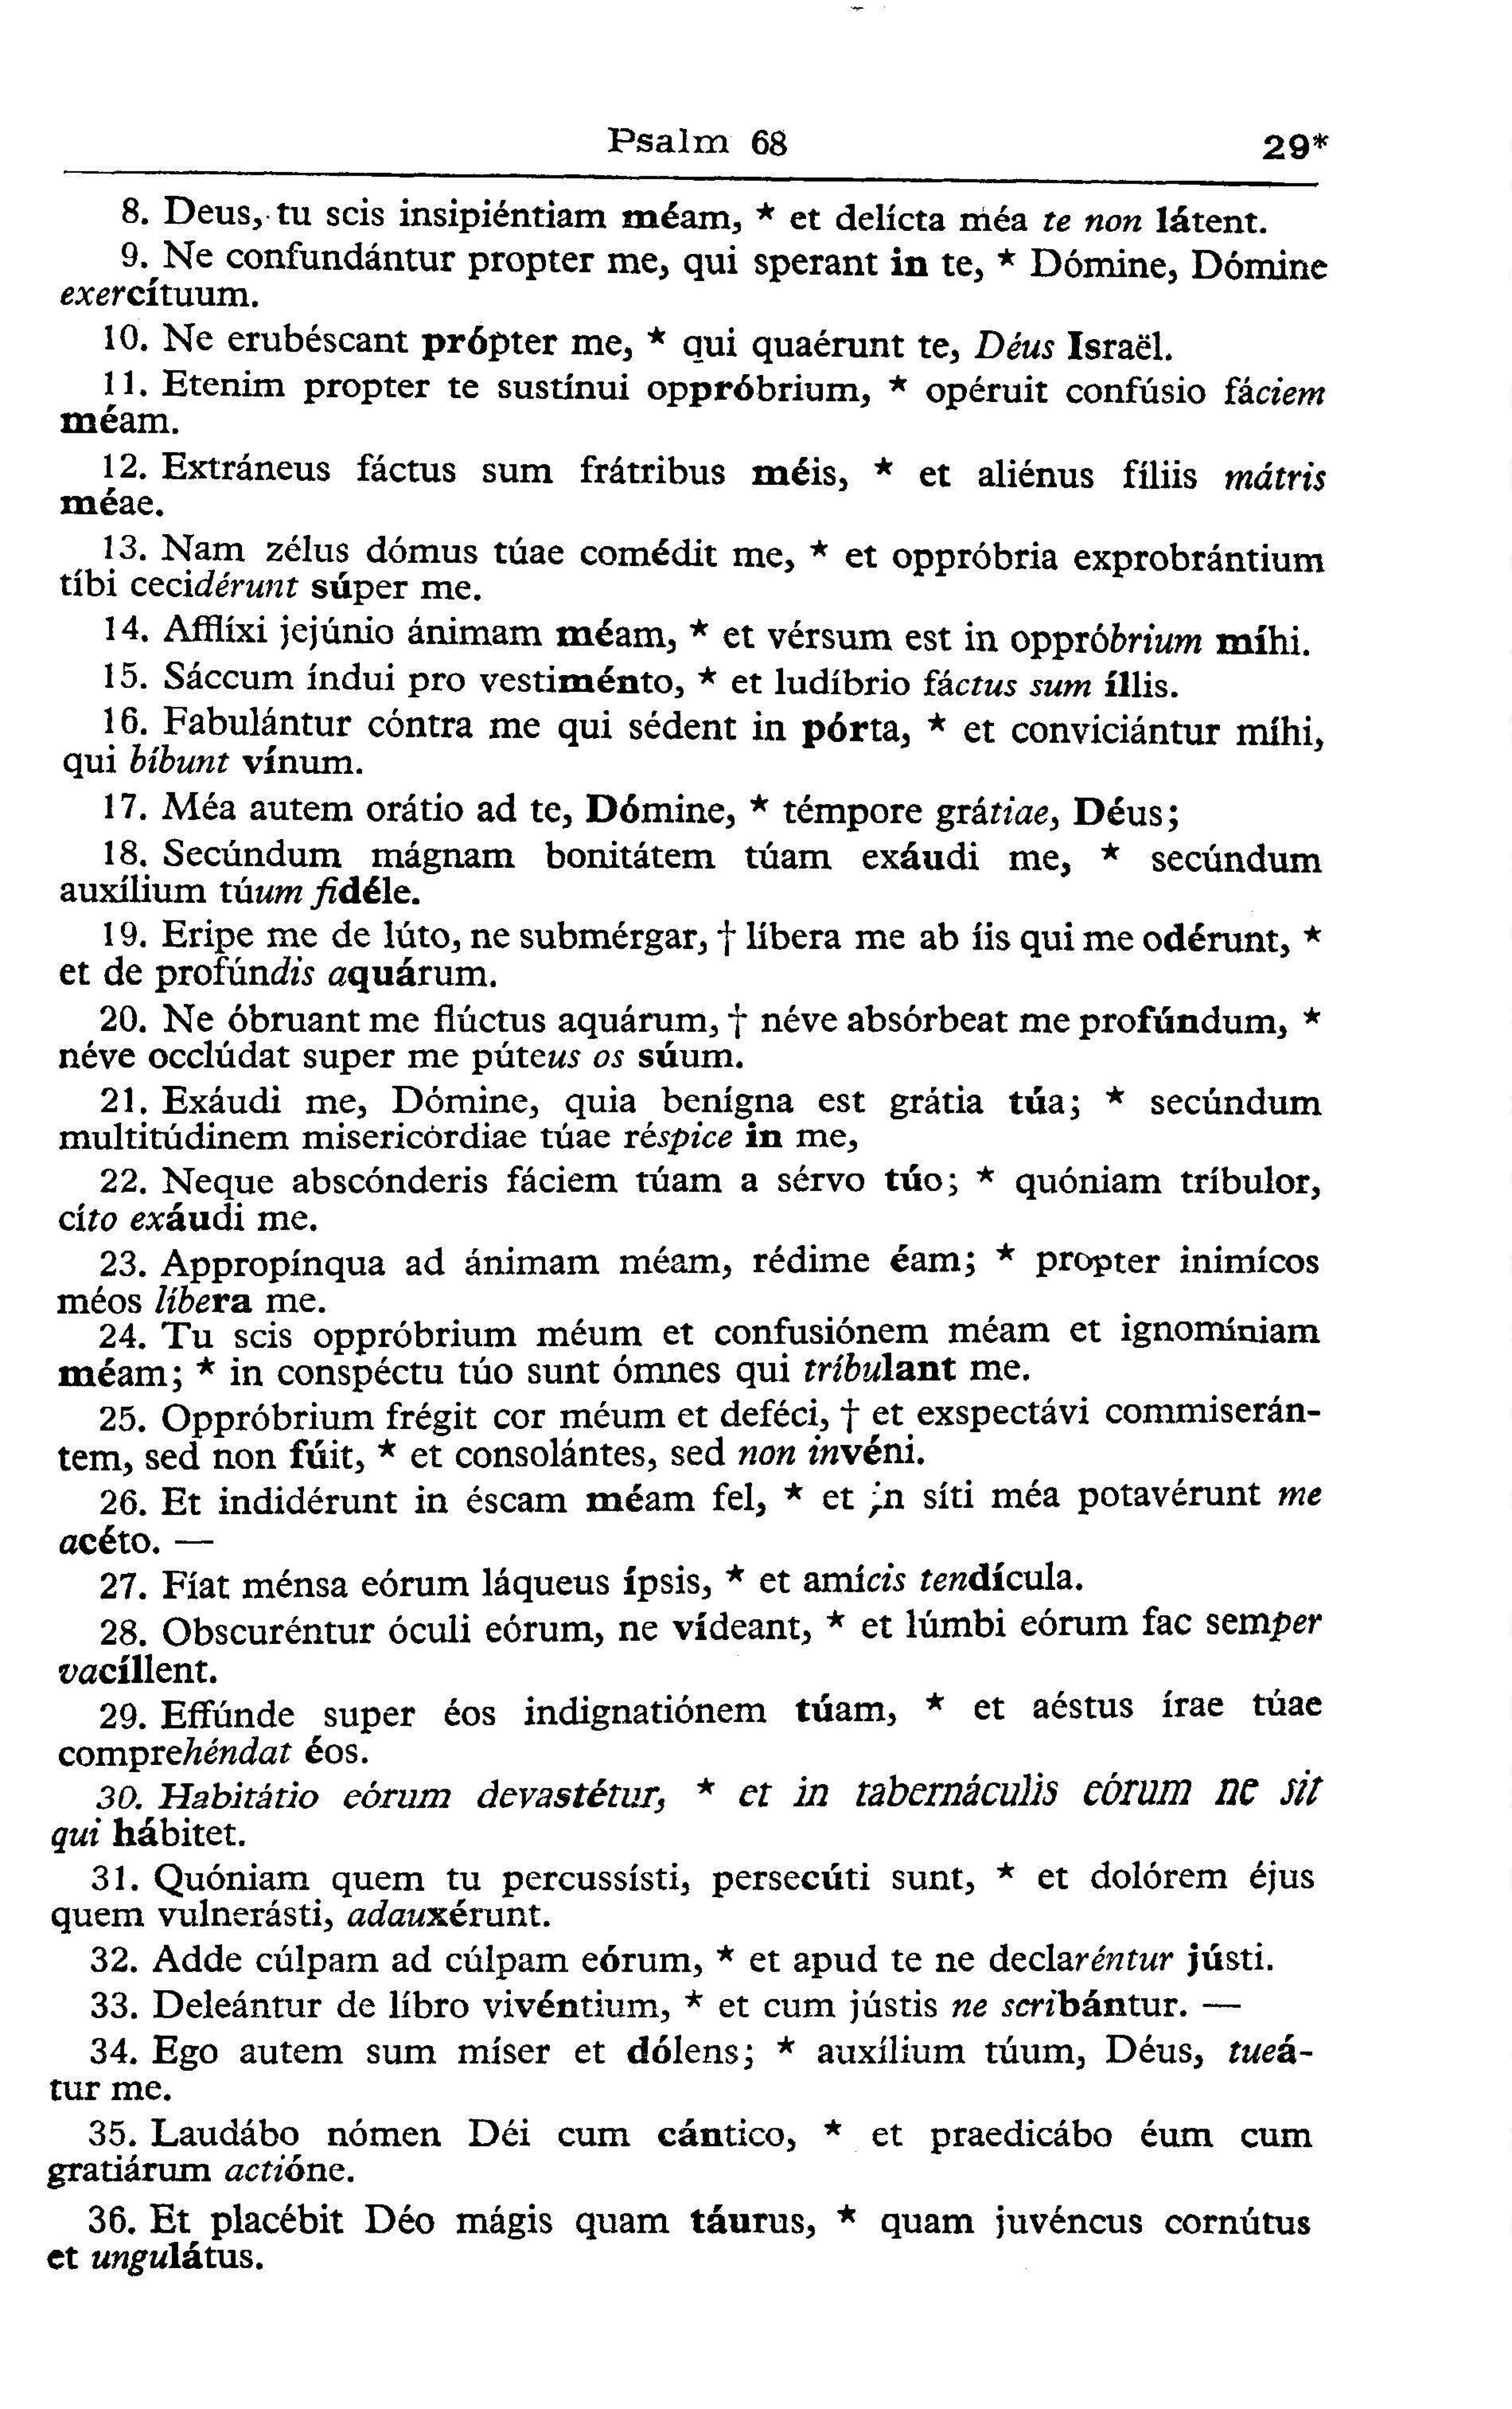 Psalm 68 29*
8. Deus, tu scis insipiéntiam méam, * et delícta méa te non látent.
9. Ne confundántur propter me, qui sperant in te, * Dómine, Dómine
exercítuum.
10. Ne erubéscant própter me, * qui quaérunt te, Déus Israël.
11. Etenim propter te sustínui oppróbrium, * opéruit confúsio fáciem
méam.
12. Extráneus fáctus sum frátribus méis, * et aliénus fíliis mátris
méae.
13. Nam zélus dómus túae comédit me, * et oppróbria exprobrántium
tíbi cecidérunt súper me.
14. Afflíxi jejúnio ánimam méam, * et vérsum est in oppróbrium míhi.
15. Sáccum índui pro vestiménto, * et ludíbrio fáctus sum íllis.
16. Fabulántur cóntra me qui sédent in pórta, * et conviciántur míhi,
qui bíbunt vínum.
17. Méa autem orátio ad te, Dómine, * témpore grátiae, Déus;
18. Secúndum mágnam bonitátem túam exáudi me, * secúndum
auxílium túum fidéle.
19. Eripe me de lúto, ne submérgar, † líbera me ab íis qui me odérunt, *
et de profúndis aquárum.
20. Ne óbruant me flúctus aquárum, † néve absórbeat me profúndum, *
néve occlúdat super me púteus os súum.
21. Exáudi me, Dómine, quia benígna est grátia túa; * secúndum
multitúdinem misericórdiae túae réspice in me,
22. Neque abscónderis fáciem túam a sérvo túo; * quóniam tríbulor,
cíto exáudi me.
23. Appropínqua ad ánimam méam, rédime éam; * propter inimícos
méos líbera me.
24. Tu scis oppróbrium méum et confusiónem méam et ignomíniam
méam; * in conspéctu túo sunt ómnes qui tríbulant me.
25. Oppróbrium frégit cor méum et deféci, † et exspectávi commiserán-
tem, sed non fúit, * et consolántes, sed non invéni.
26. Et indidérunt in éscam méam fel, * et in síti méa potavérunt me
acéto. —
27. Fíat ménsa eórum láqueus ípsis, * et amícis tendícula.
28. Obscuréntur óculi eórum, ne vídeant, * et lúmbi eórum fac semper
vacíllent.
29. Effúnde super éos indignatiónem túam, * et aéstus írae túae
comprehéndat éos.
30. Habitátio eórum devastétur, * et in tabernáculis eórum ne sit
qui hábitet.
31. Quóniam quem tu percussísti, persecúti sunt, * et dolórem éjus
quem vulnerásti, adauxérunt.
32. Adde cúlpam ad cúlpam eórum, * et apud te ne declaréntur jústi.
33. Deleántur de líbro vivéntium, * et cum jústis ne scribántur. —
34. Ego autem sum míser et dólens; * auxílium túum, Déus, tueá-
tur me.
35. Laudábo nómen Déi cum cántico, * et praedicábo éum cum
gratiárum actióne.
36. Et placébit Déo mágis quam táurus, * quam juvéncus cornútus
et ungulátus.